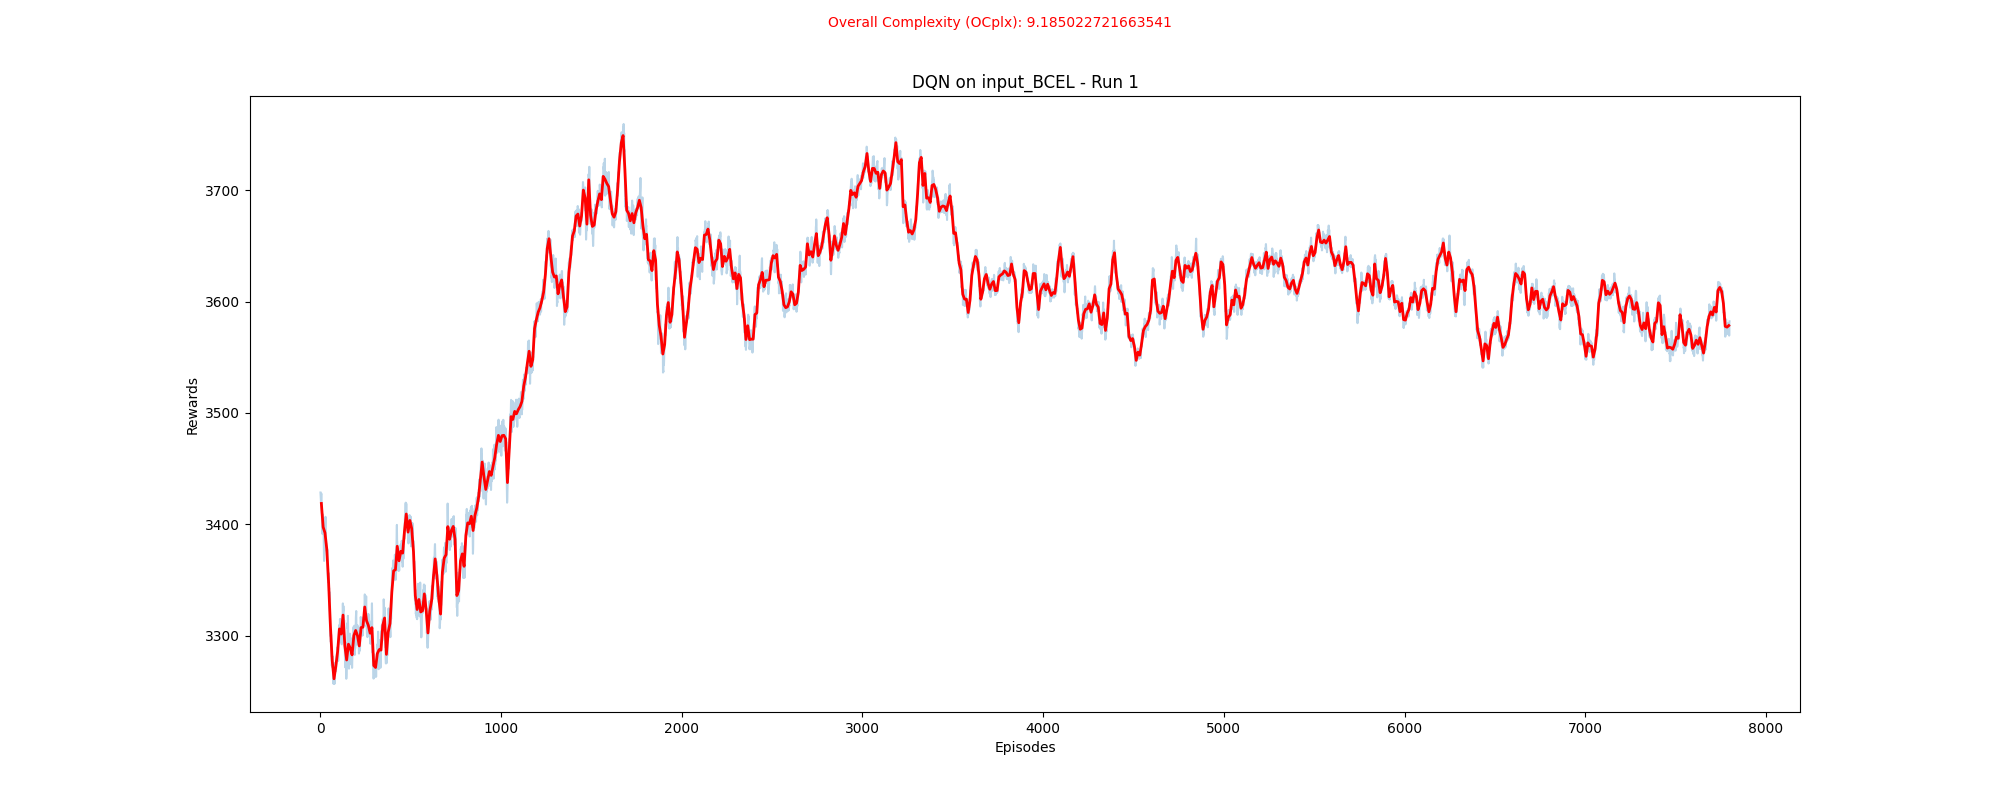 Overall Complexity (OCplx): 9.185022721663541
DQN on input_BCEL - Run 1
Rewards
3700
3600
3500
3400
3300
0 1000 2000 3000 4000 5000 6000 7000 8000
Episodes